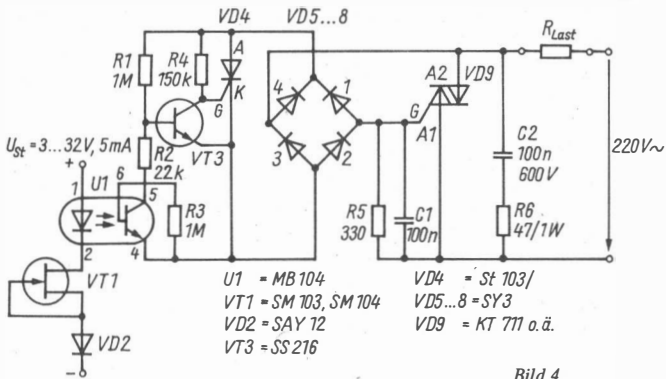 VD4
VD5...8
R1
1M
R4
150k
A
K
G
VT3
R2
22k
U_St = 3...32V, 5mA
+
U1
1
6
5
2
4
R3
1M
VT1
VD2
–
4
1
3
2
A2
VD9
G
A1
R_Last
C2
100n
600V
220V~
R5
330
C1
100n
R6
47/1W
U1 = MB 104
VT1 = SM 103, SM 104
VD2 = SAY 12
VT3 = SS 216
VD4 = St 103/
VD5...8 = SY3
VD9 = KT 711 o.ä.
Bild 4